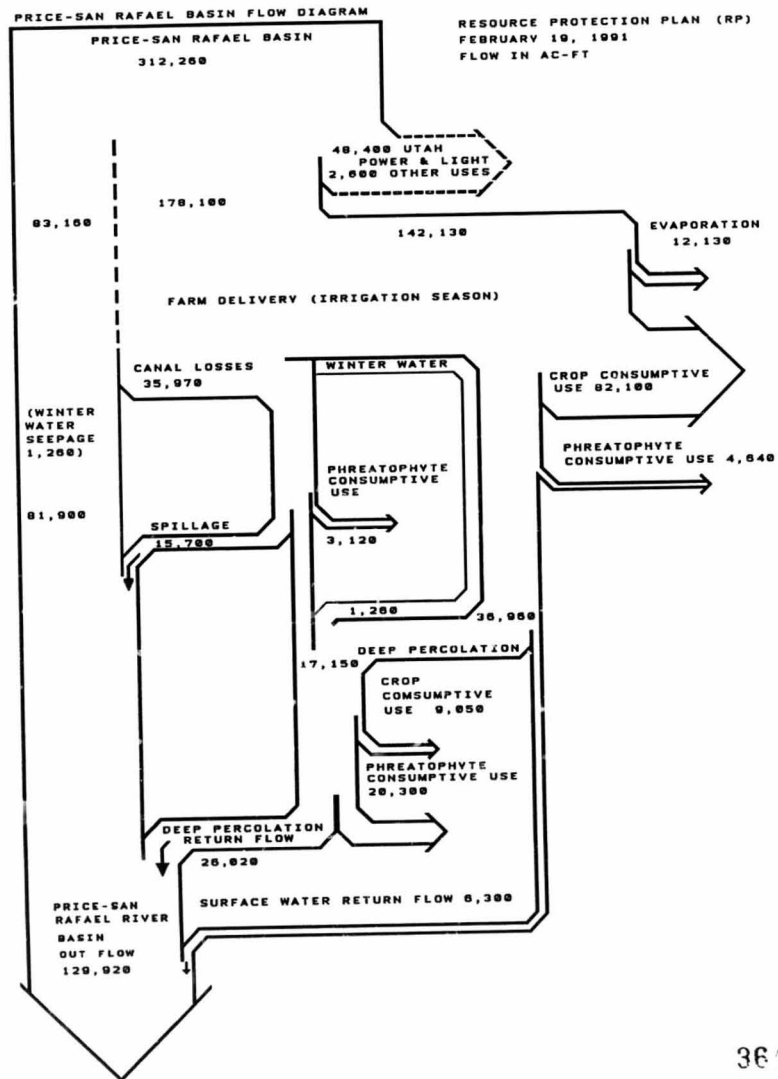 PRICE-SAN RAFAEL BASIN FLOW DIAGRAM
RESOURCE PROTECTION PLAN (RP)
FEBRUARY 19, 1991
FLOW IN AC-FT
PRICE-SAN RAFAEL BASIN
312,260
48,400 UTAH
POWER & LIGHT
2,600 OTHER USES
83,160
178,100
142,130
EVAPORATION
12,130
FARM DELIVERY (IRRIGATION SEASON)
CANAL LOSSES
35,970
WINTER WATER
CROP CONSUMPTIVE
USE 82,100
(WINTER
WATER
SEEPAGE
1,260)
PHREATOPHYTE
CONSUMPTIVE USE 4,640
PHREATOPHYTE
CONSUMPTIVE
USE
3,120
81,900
SPILLAGE
15,700
1,260
36,960
17,150
DEEP PERCOLATION
CROP
COMSUMPTIVE
USE 9,050
PHREATOPHYTE
CONSUMPTIVE USE
20,300
DEEP PERCOLATION
RETURN FLOW
26,020
SURFACE WATER RETURN FLOW 6,300
PRICE-SAN
RAFAEL RIVER
BASIN
OUT FLOW
129,920
36